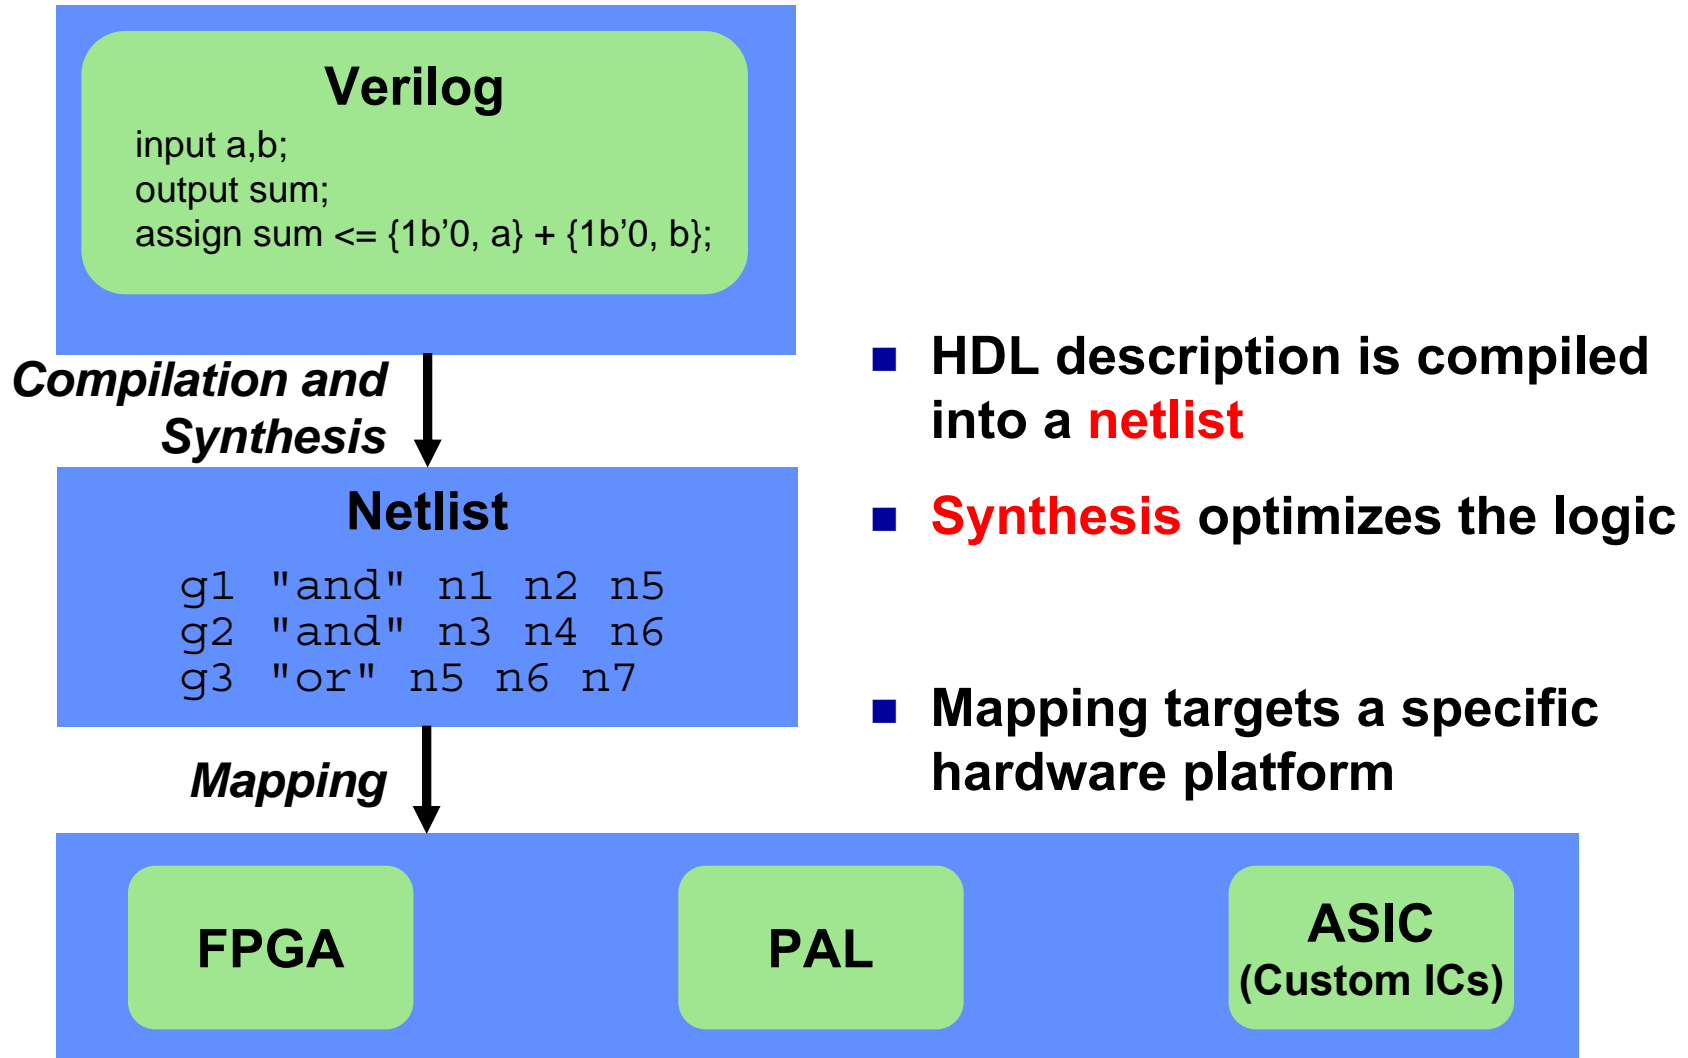 Verilog
input a,b;
output sum;
assign sum <= {1b’0, a} + {1b’0, b};
Compilation and
Synthesis
Netlist
g1 "and" n1 n2 n5
g2 "and" n3 n4 n6
g3 "or" n5 n6 n7
Mapping
HDL description is compiled
into a netlist
Synthesis optimizes the logic
Mapping targets a specific
hardware platform
FPGA
PAL
ASIC
(Custom ICs)